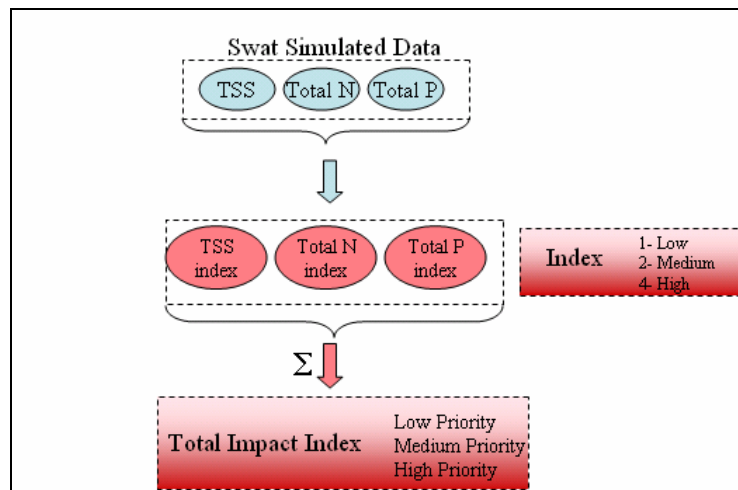 Swat Simulated Data
TSS
Total N
Total P
TSS
index
Total N
index
Total P
index
Index
1- Low
2- Medium
4- High
Σ
Total Impact Index
Low Priority
Medium Priority
High Priority